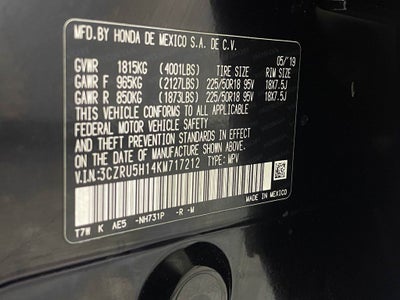 MFD.BY HONDA DE MEXICO S.A. DE C.V.
05/'19
GVWR 1815KG (4001LBS) TIRE SIZE RIM SIZE
GAWR F 965KG (2127LBS) 225/50R18 95V 18X7.5J
GAWR R 850KG (1873LBS) 225/50R18 95V 18X7.5J
THIS VEHICLE CONFORMS TO ALL APPLICABLE
FEDERAL MOTOR VEHICLE SAFETY
AND THEFT PREVENTION STANDARDS IN EFFECT
ON THE DATE OF MANUFACTURE SHOWN ABOVE.
V.I.N.:3CZRU5H14KM717212 TYPE: MPV
MADE IN MEXICO
T7W K AE5 -NH731P -R -M